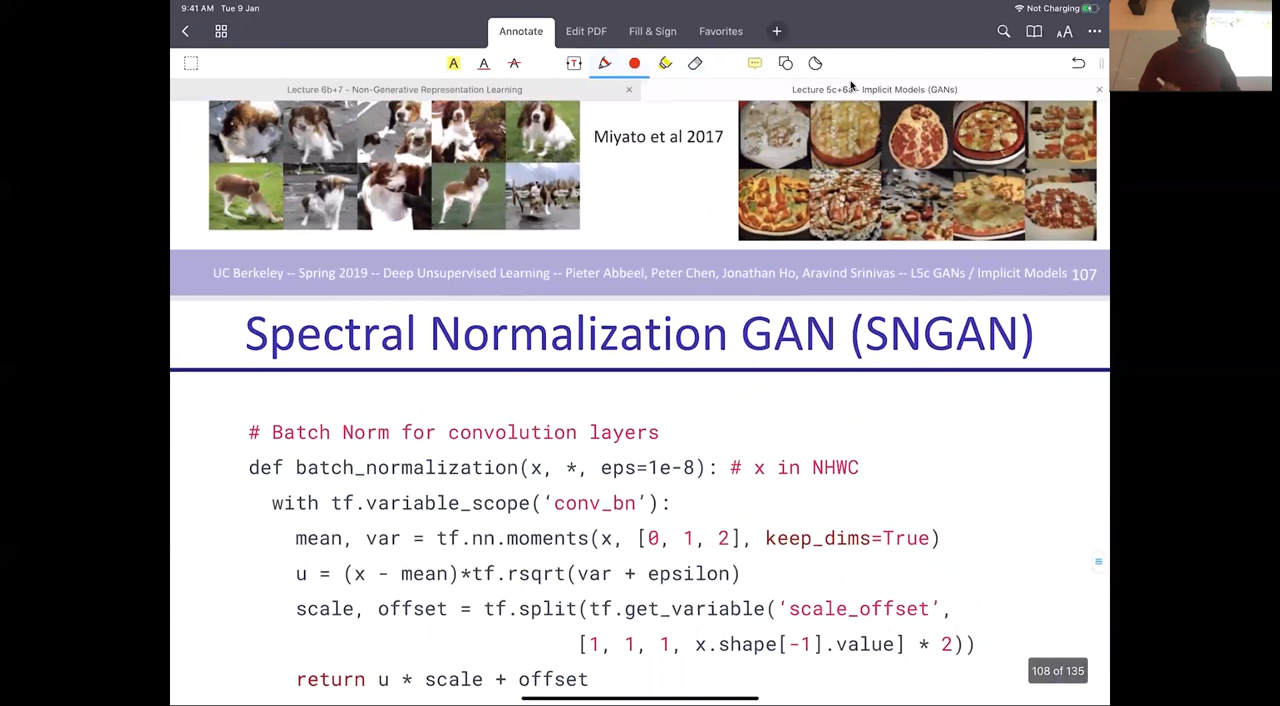 9:41 AM Tue 9 Jan
Not Charging
Annotate
Edit PDF
Fill & Sign
Favorites
Lecture 6b+7 - Non-Generative Representation Learning
Implicit Models (GANs)
Miyato et al 2017
UC Berkeley -- Spring 2019 -- Deep Unsupervised Learning -- Pieter Abbeel, Peter Chen, Jonathan Ho, Aravind Srinivas -- L5c GANs / Implicit Models 107
Spectral Normalization GAN (SNGAN)
# Batch Norm for convolution layers
def batch_normalization(x, *, eps=1e-8): # x in NHWC
with tf.variable_scope(‘conv_bn’):
mean, var = tf.nn.moments(x, [0, 1, 2], keep_dims=True)
u = (x - mean)*tf.rsqrt(var + epsilon)
scale, offset = tf.split(tf.get_variable(‘scale_offset’,
[1, 1, 1, x.shape[-1].value] * 2))
return u * scale + offset
108 of 135